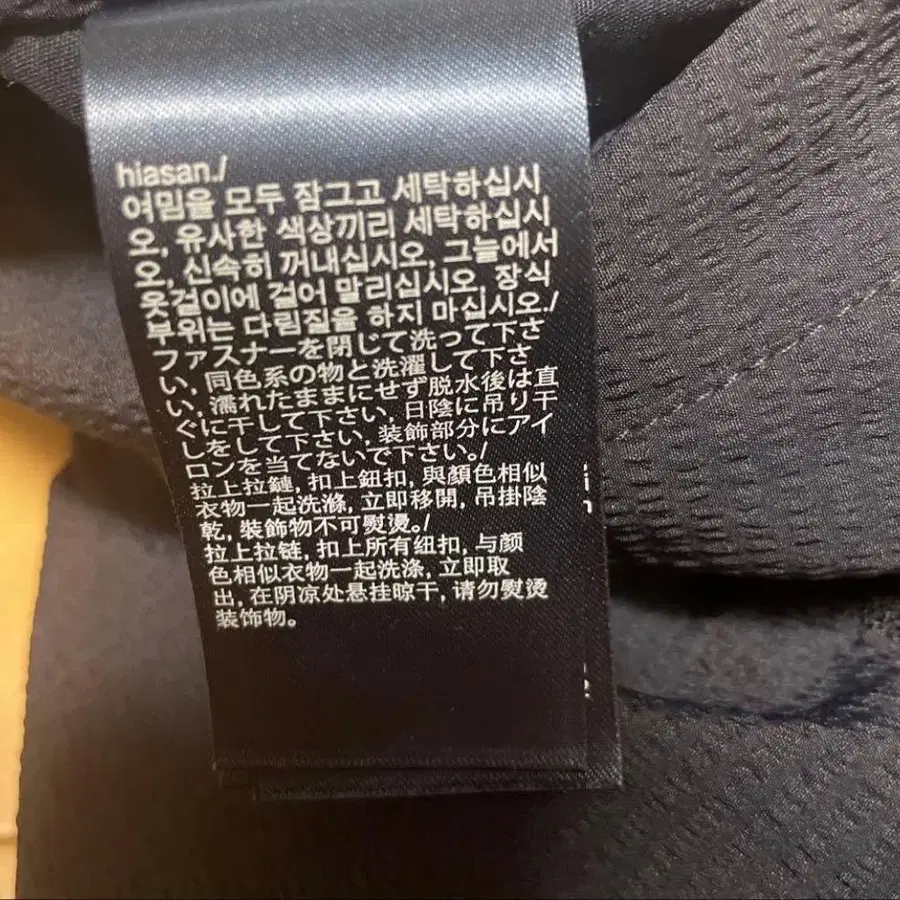 hiasan./
여밈을 모두 잠그고 세탁하십시
오, 유사한 색상끼리 세탁하십시
오, 신속히 꺼내십시오, 그늘에서
옷걸이에 걸어 말리십시오, 장식
부위는 다림질을 하지 마십시오./
ファスナーを閉じて洗って下さ
い, 同色系の物と洗濯して下さ
い, 濡れたままにせず脱水後は直
ぐに干して下さい, 日陰に吊り干
しをして下さい, 装飾部分にアイ
ロンを当てないで下さい。/
拉上拉鏈, 扣上鈕扣, 與顏色相似
衣物一起洗滌, 立即移開, 吊掛陰
乾, 裝飾物不可熨燙。/
拉上拉链, 扣上所有纽扣, 与颜
色相似衣物一起洗涤, 立即取
出, 在阴凉处悬挂晾干, 请勿熨烫
装饰物。